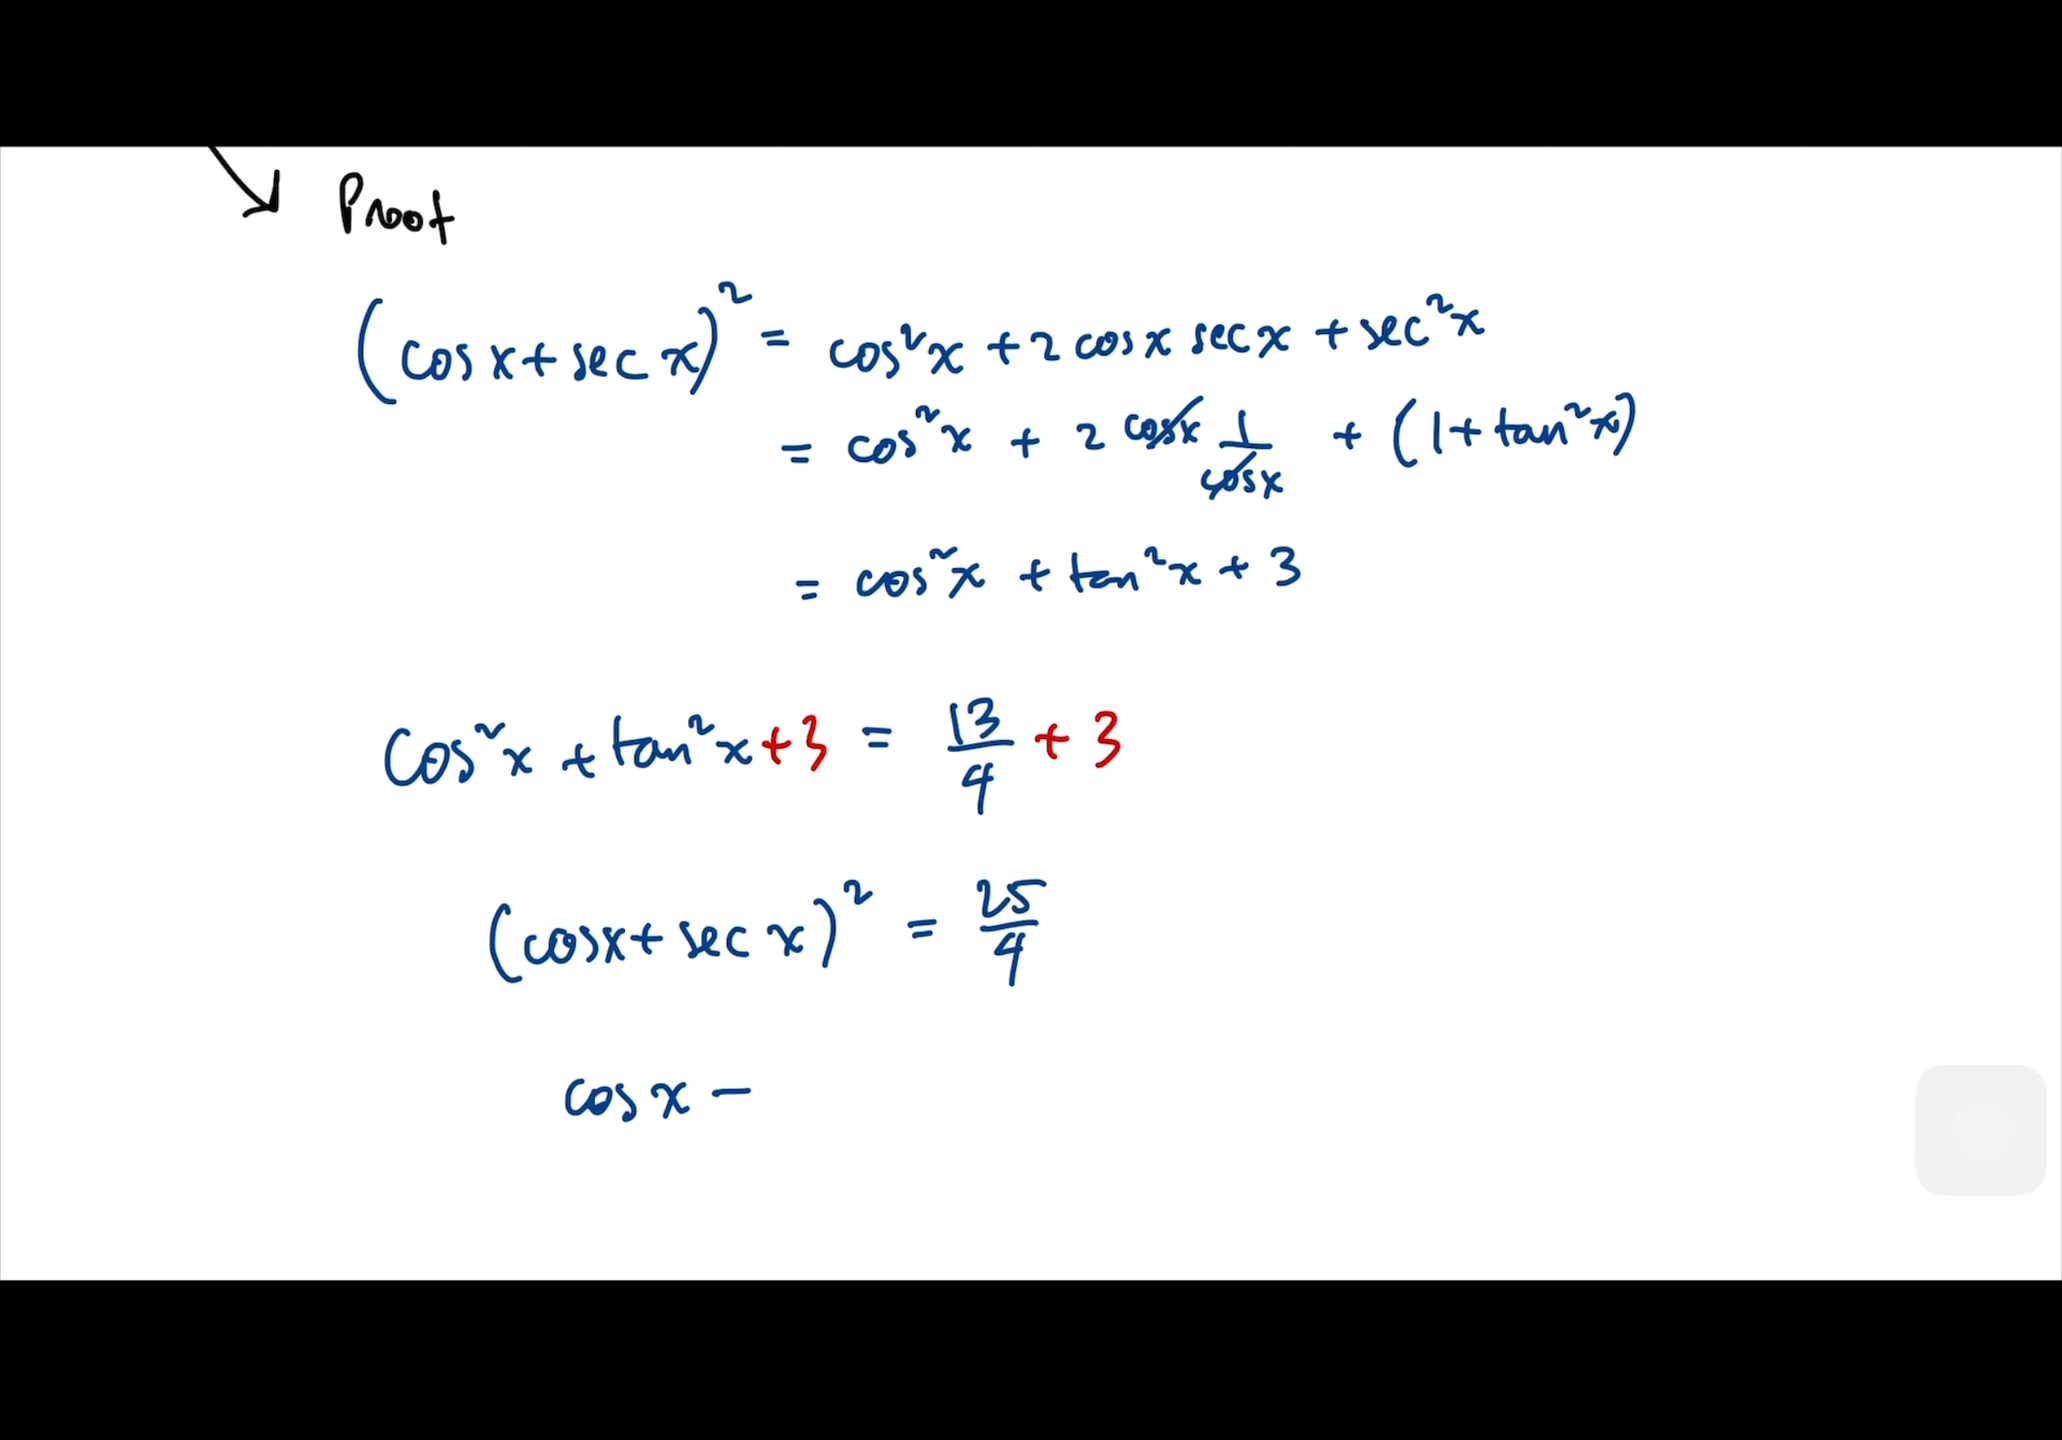 Proof
(cos x + sec x)² = cos²x + 2 cos x sec x + sec²x
= cos²x + 2 cos x 1/cos x + (1 + tan²x)
= cos²x + tan²x + 3
cos²x + tan²x + 3 = 13/4 + 3
(cos x + sec x)² = 25/4
cos x −